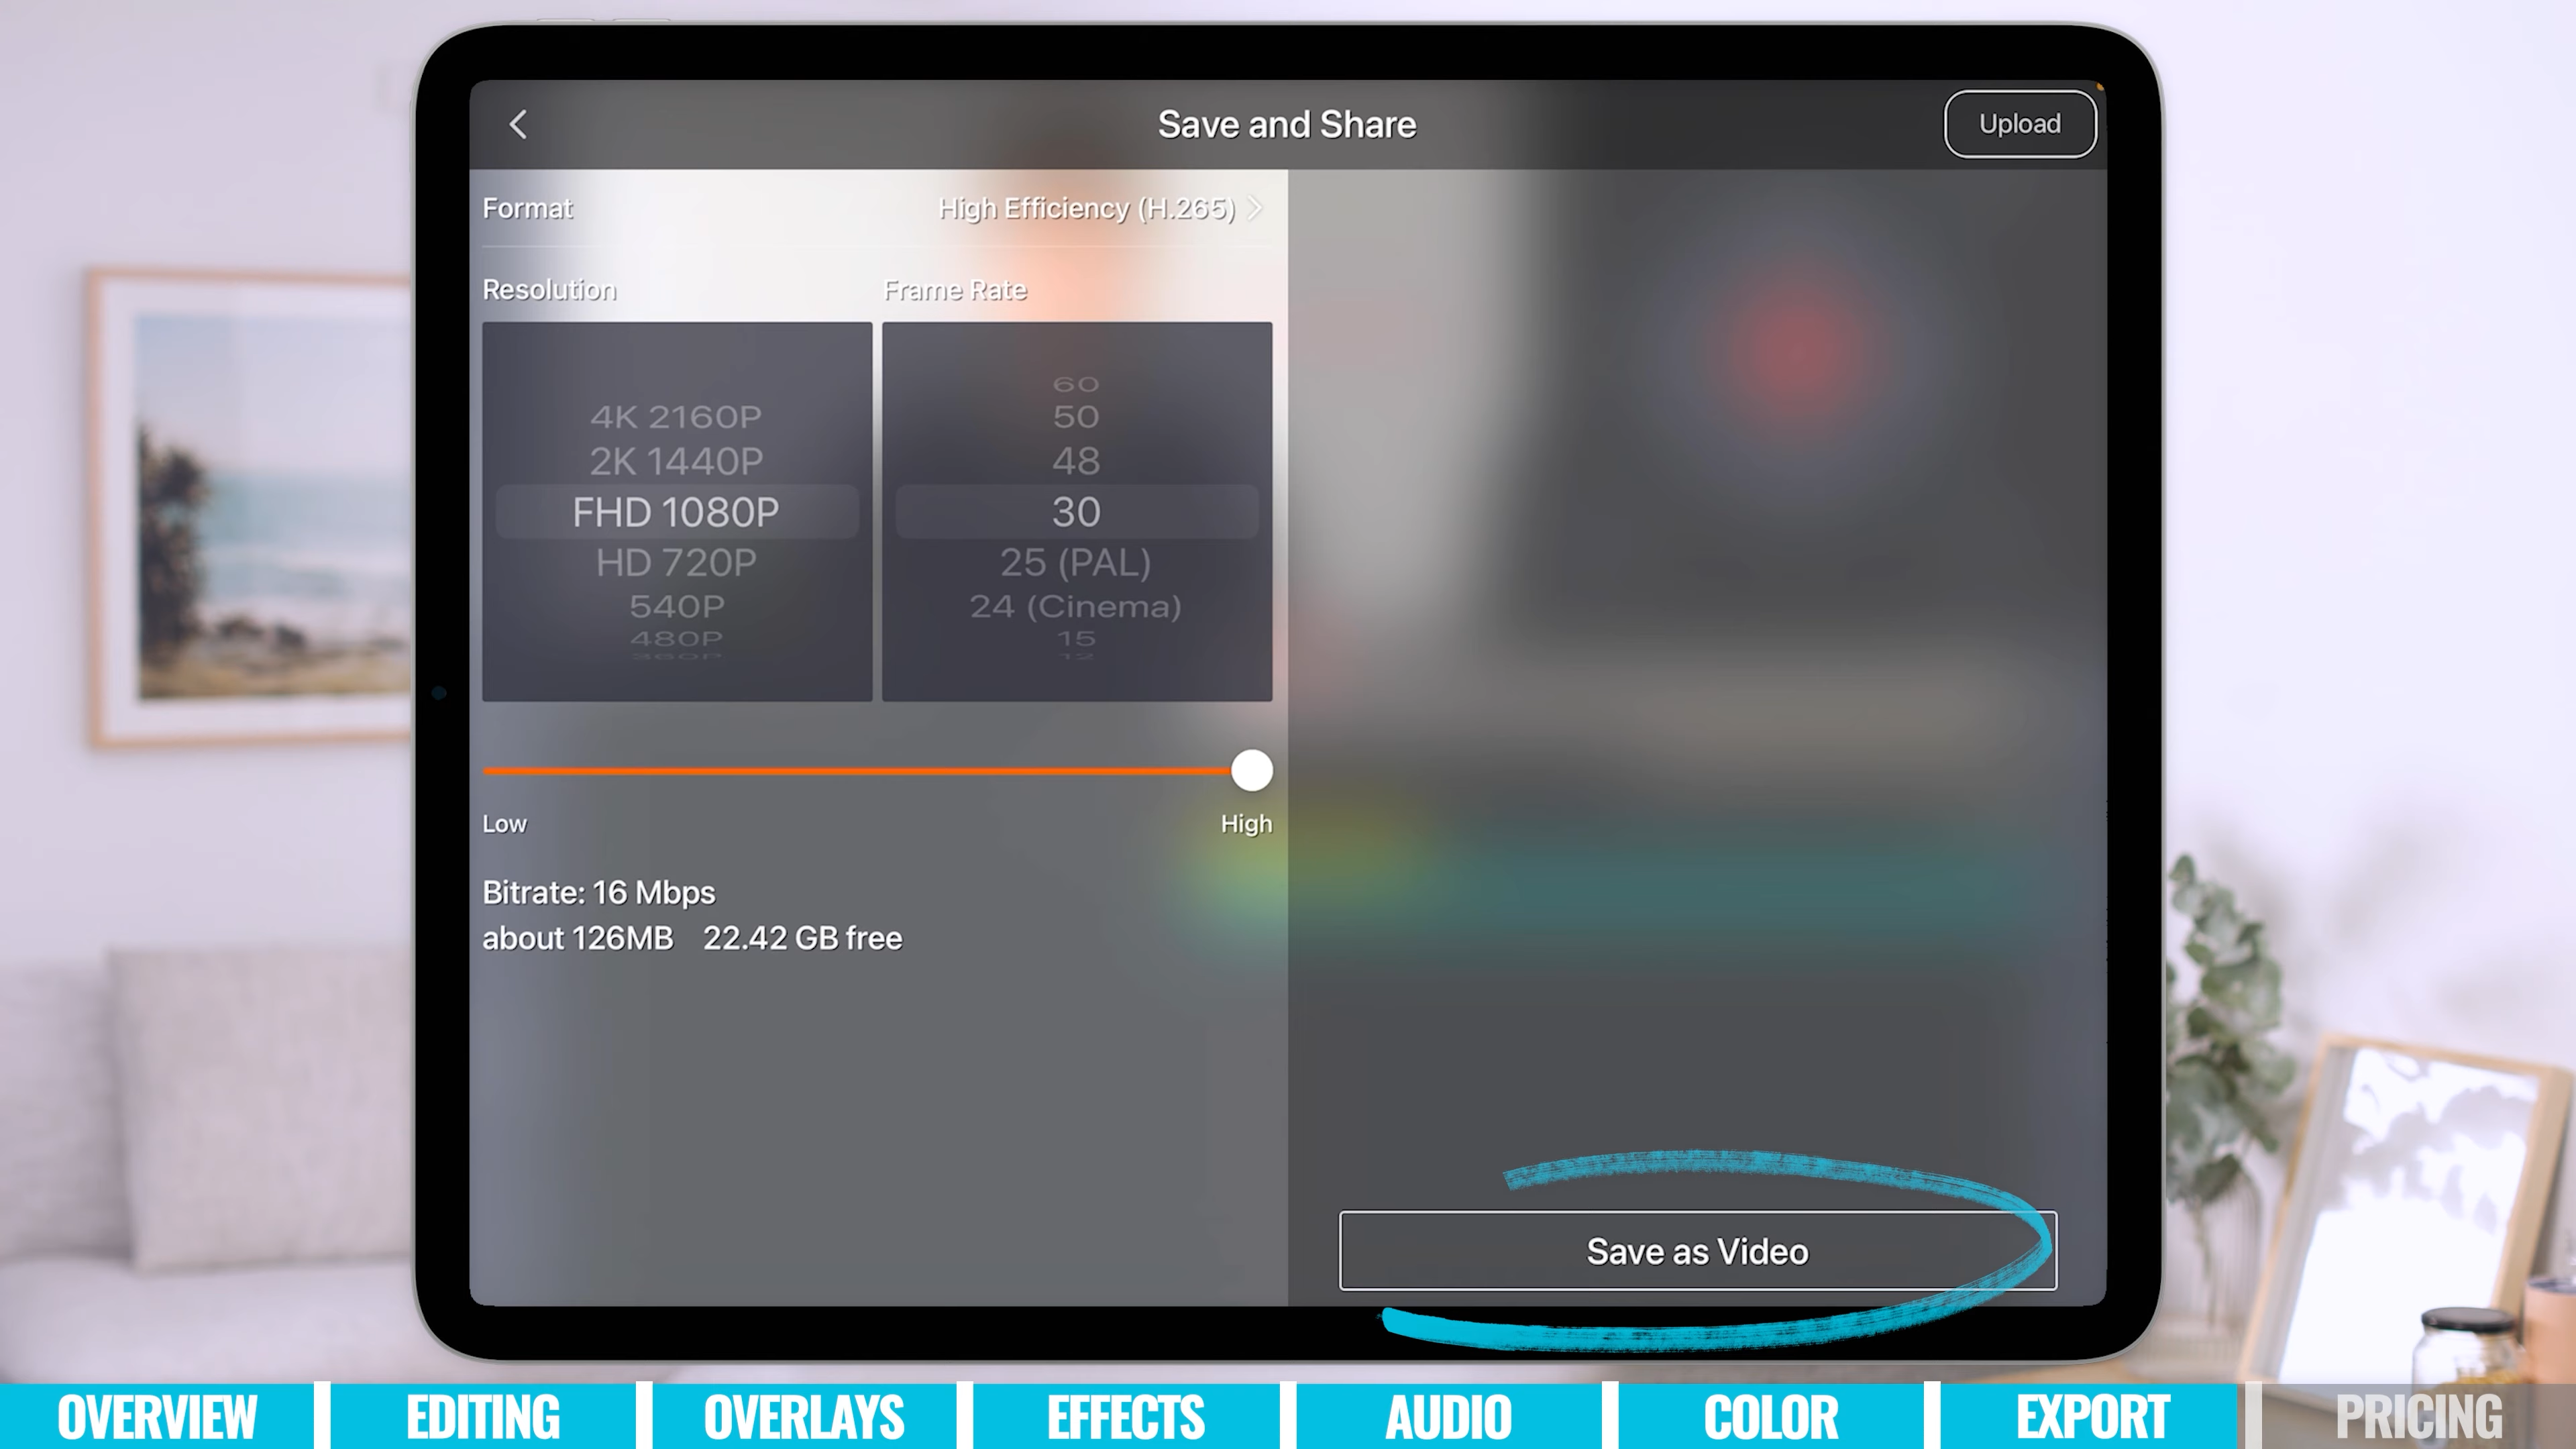 Save and Share
Upload
Format
High Efficiency (H.265)
Resolution
Frame Rate
4K 2160P
2K 1440P
FHD 1080P
HD 720P
540P
480P
360P
60
50
48
30
25 (PAL)
24 (Cinema)
15
12
Low
High
Bitrate: 16 Mbps
about 126MB 22.42 GB free
Save as Video
OVERVIEW
EDITING
OVERLAYS
EFFECTS
AUDIO
COLOR
EXPORT
PRICING